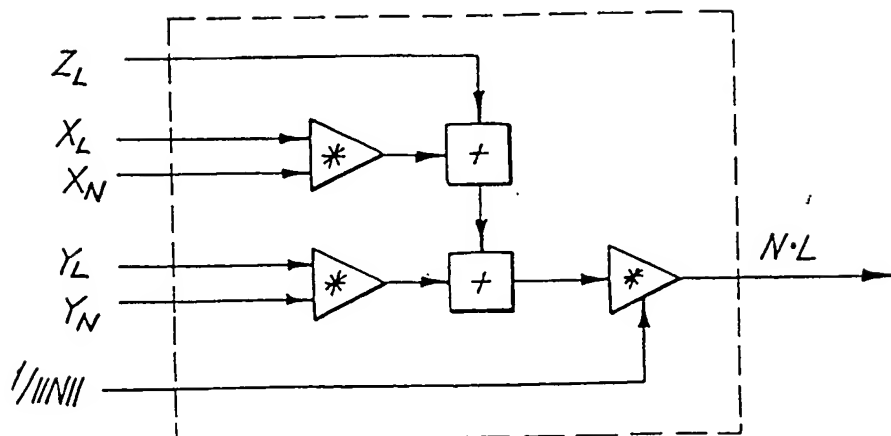 Z_L
X_L
*
+
X_N
Y_L
*
+
*
N·L
Y_N
1/||N||